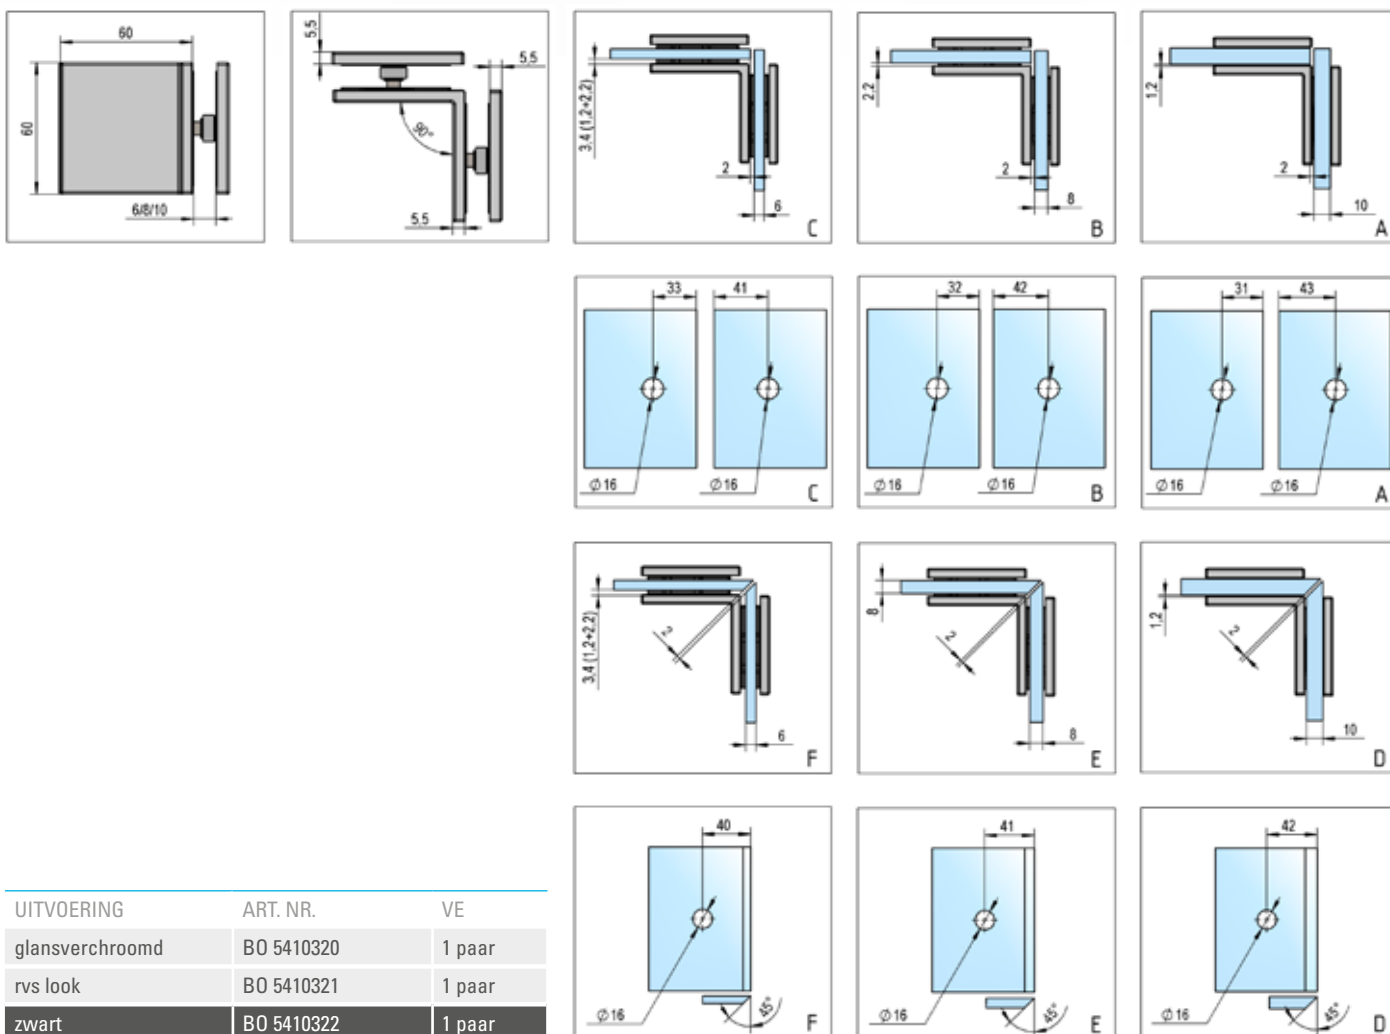 60
60
6/8/10
5,5
5,5
90°
5,5
3,4 (1,2+2,2)
2
6
C
2,2
2
8
B
1,2
2
10
A
33 41
Ø16 Ø16
C
32 42
Ø16 Ø16
B
31 43
Ø16 Ø16
A
3,4 (1,2+2,2)
2
6
F
8
2
8
E
1,2
2
10
D
40
Ø16 45°
F
41
Ø16 45°
E
42
Ø16 45°
D
UITVOERING ART. NR. VE
glansverchroomd BO 5410320 1 paar
rvs look BO 5410321 1 paar
zwart BO 5410322 1 paar